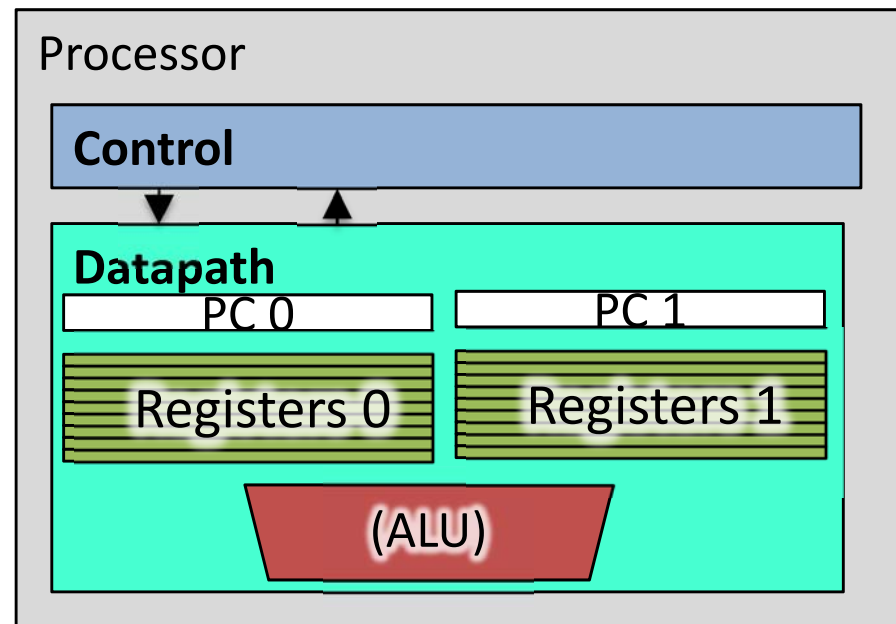 Processor
Control
Datapath
PC 0
PC 1
Registers 0
Registers 1
(ALU)